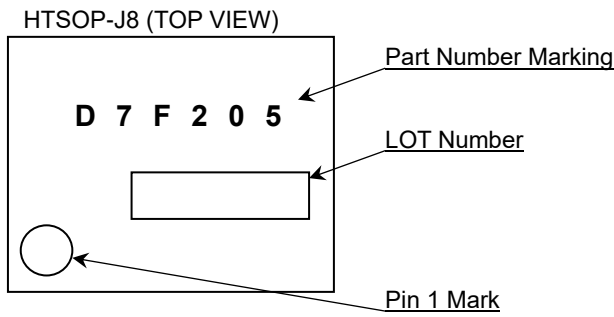 HTSOP-J8 (TOP VIEW)
Part Number Marking
D 7 F 2 0 5
LOT Number
Pin 1 Mark